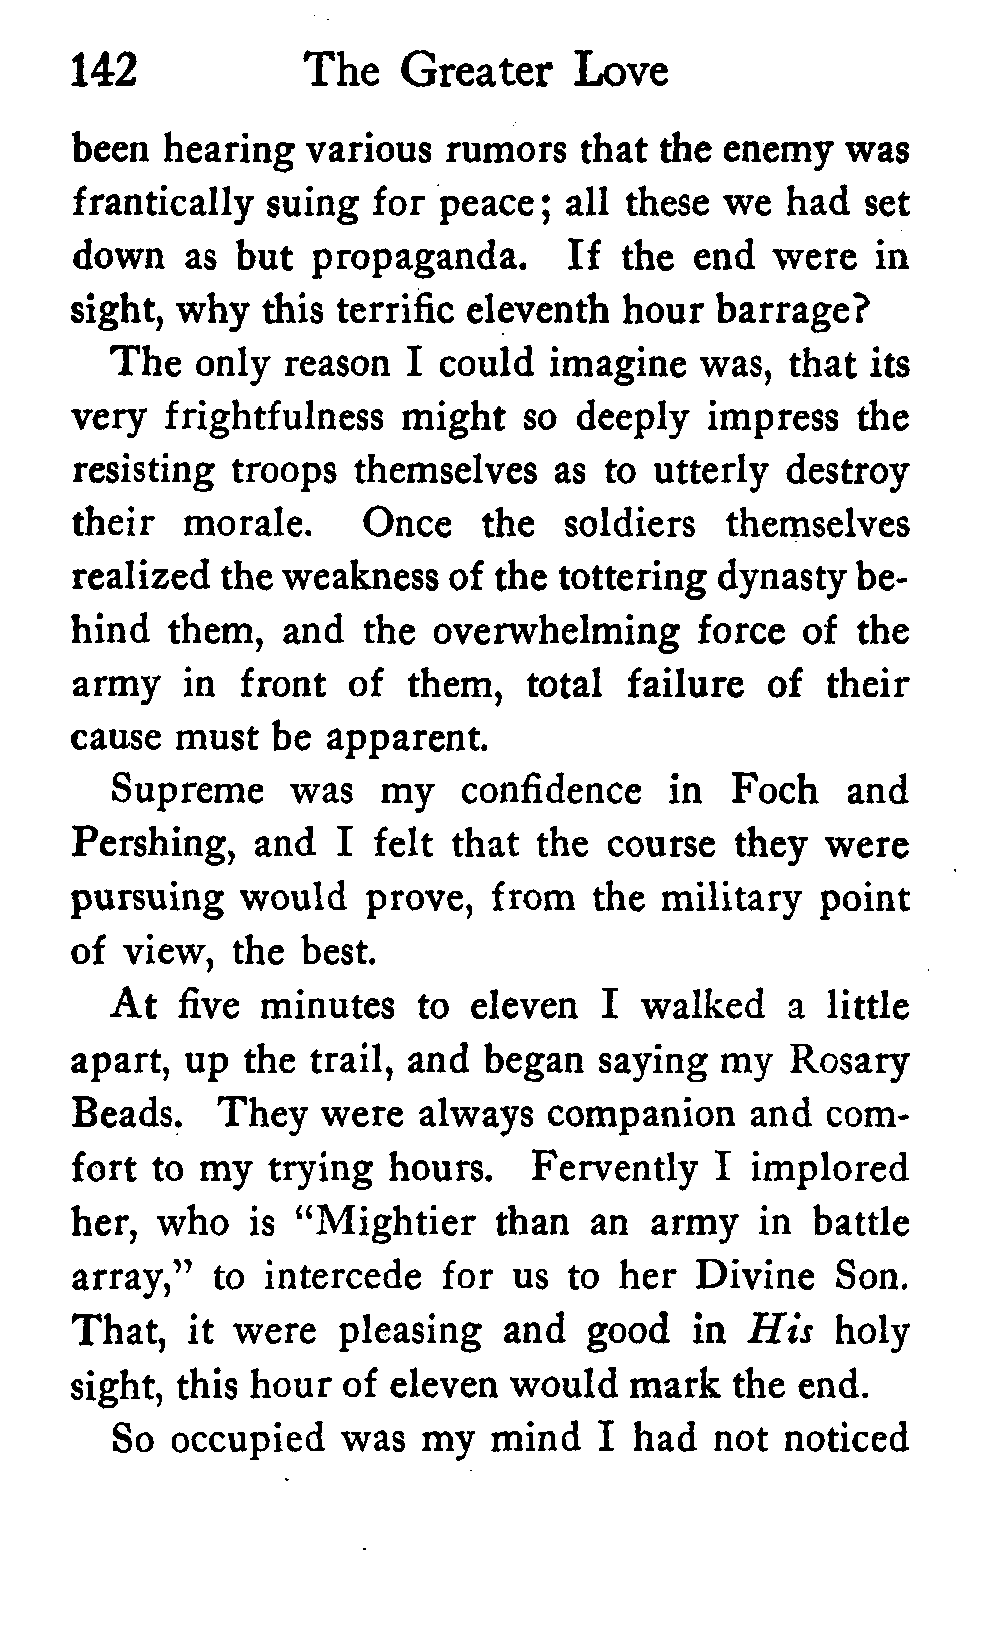 142 The Greater Love
been hearing various rumors that the enemy was
frantically suing for peace; all these we had set
down as but propaganda. If the end were in
sight, why this terrific eleventh hour barrage?
The only reason I could imagine was, that its
very frightfulness might so deeply impress the
resisting troops themselves as to utterly destroy
their morale. Once the soldiers themselves
realized the weakness of the tottering dynasty be-
hind them, and the overwhelming force of the
army in front of them, total failure of their
cause must be apparent.
Supreme was my confidence in Foch and
Pershing, and I felt that the course they were
pursuing would prove, from the military point
of view, the best.
At five minutes to eleven I walked a little
apart, up the trail, and began saying my Rosary
Beads. They were always companion and com-
fort to my trying hours. Fervently I implored
her, who is “Mightier than an army in battle
array,” to intercede for us to her Divine Son.
That, it were pleasing and good in His holy
sight, this hour of eleven would mark the end.
So occupied was my mind I had not noticed